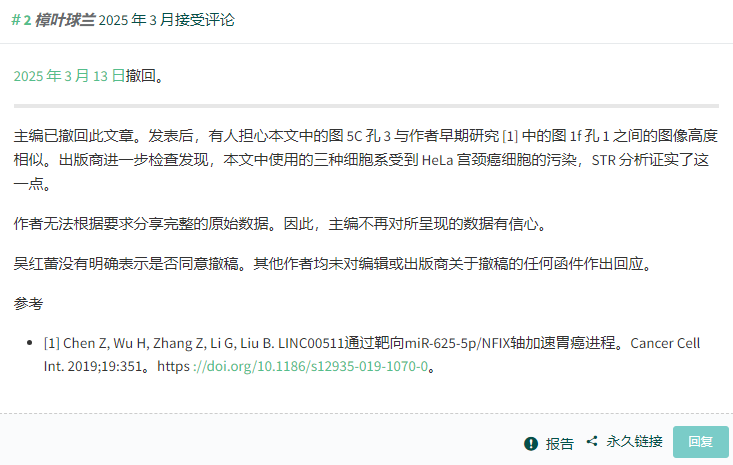 #2 樟叶球兰 2025 年 3 月接受评论
2025 年 3 月 13 日撤回。
主编已撤回此文章。发表后，有人担心本文中的图 5C 孔 3 与作者早期研究 [1] 中的图 1f 孔 1 之间的图像高度
相似。出版商进一步检查发现，本文中使用的三种细胞系受到 HeLa 宫颈癌细胞的污染，STR 分析证实了这
一点。
作者无法根据要求分享完整的原始数据。因此，主编不再对所呈现的数据有信心。
吴红蕾没有明确表示是否同意撤稿。其他作者均未对编辑或出版商关于撤稿的任何函件作出回应。
参考
[1] Chen Z, Wu H, Zhang Z, Li G, Liu B. LINC00511通过靶向miR-625-5p/NFIX轴加速胃癌进程。Cancer Cell
Int. 2019;19:351。https ://doi.org/10.1186/s12935-019-1070-0。
报告 永久链接 回复